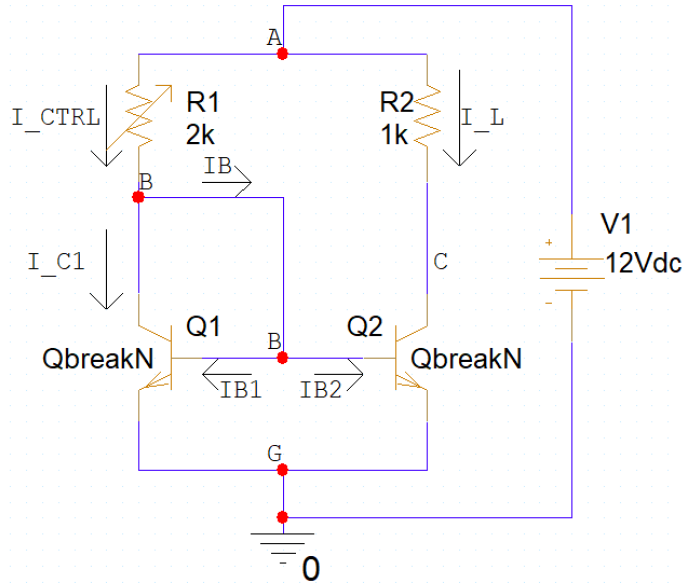 A
I_CTRL
R1
2k
R2
1k
I_L
B
IB
V1
+
12Vdc
-
I_C1
C
Q1
QbreakN
B
Q2
QbreakN
IB1
IB2
G
0